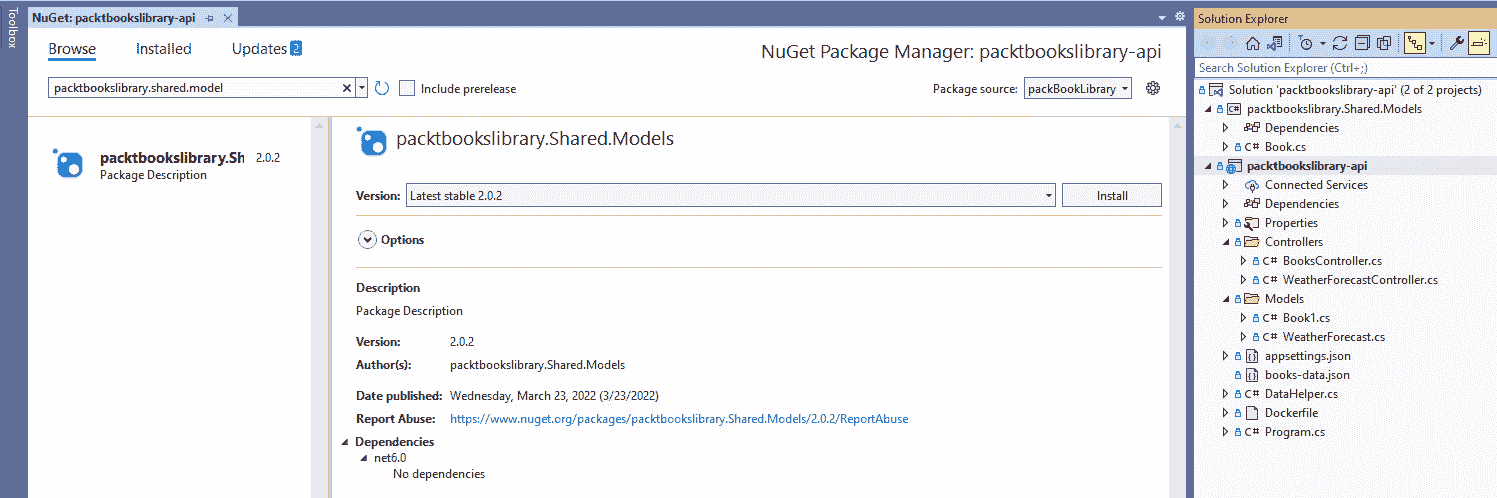 Toolbox
NuGet: packtbookslibrary-api
Browse Installed Updates 2
NuGet Package Manager: packtbookslibrary-api
packtbookslibrary.shared.model
Include prerelease
Package source: packBookLibrary
packtbookslibrary.Sh 2.0.2
Package Description
packtbookslibrary.Shared.Models
Version: Latest stable 2.0.2 Install
Options
Description
Package Description
Version: 2.0.2
Author(s): packtbookslibrary.Shared.Models
Date published: Wednesday, March 23, 2022 (3/23/2022)
Report Abuse: https://www.nuget.org/packages/packtbookslibrary.Shared.Models/2.0.2/ReportAbuse
Dependencies
net6.0
No dependencies
Solution Explorer
Search Solution Explorer (Ctrl+;)
Solution 'packtbookslibrary-api' (2 of 2 projects)
C# packtbookslibrary.Shared.Models
Dependencies
C# Book.cs
packtbookslibrary-api
Connected Services
Dependencies
Properties
Controllers
C# BooksController.cs
C# WeatherForecastController.cs
Models
C# Book1.cs
C# WeatherForecast.cs
appsettings.json
books-data.json
C# DataHelper.cs
Dockerfile
C# Program.cs